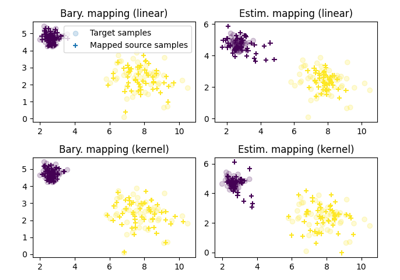 Bary. mapping (linear)
Estim. mapping (linear)
Target samples
Mapped source samples
5
4
3
2
1
0
2 4 6 8 10
6
4
2
0
2 4 6 8 10
Bary. mapping (kernel)
Estim. mapping (kernel)
5
4
3
2
1
0
2 4 6 8 10
6
4
2
0
2 4 6 8 10